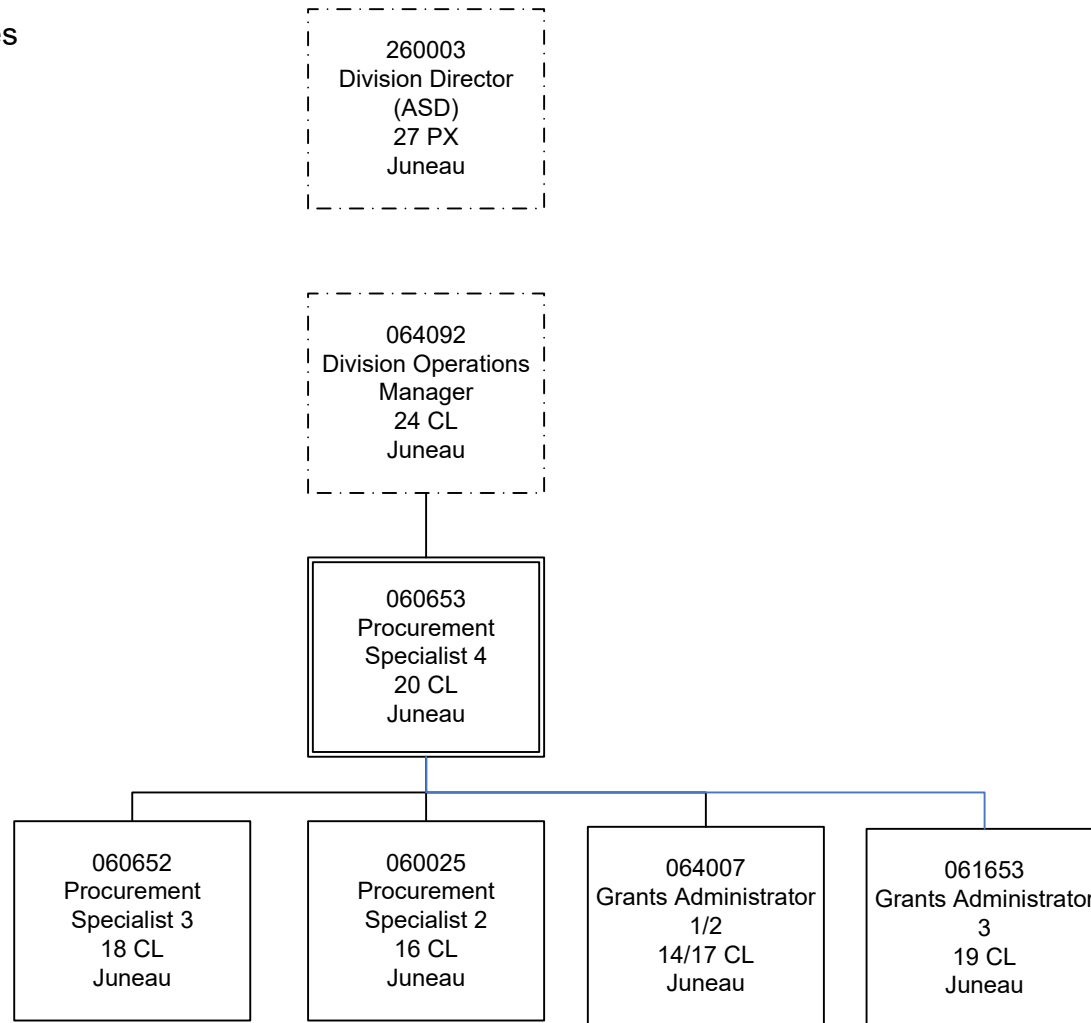 260003
Division Director
(ASD)
27 PX
Juneau
064092
Division Operations
Manager
24 CL
Juneau
060653
Procurement
Specialist 4
20 CL
Juneau
060652
Procurement
Specialist 3
18 CL
Juneau
060025
Procurement
Specialist 2
16 CL
Juneau
064007
Grants Administrator
1/2
14/17 CL
Juneau
061653
Grants Administrator
3
19 CL
Juneau